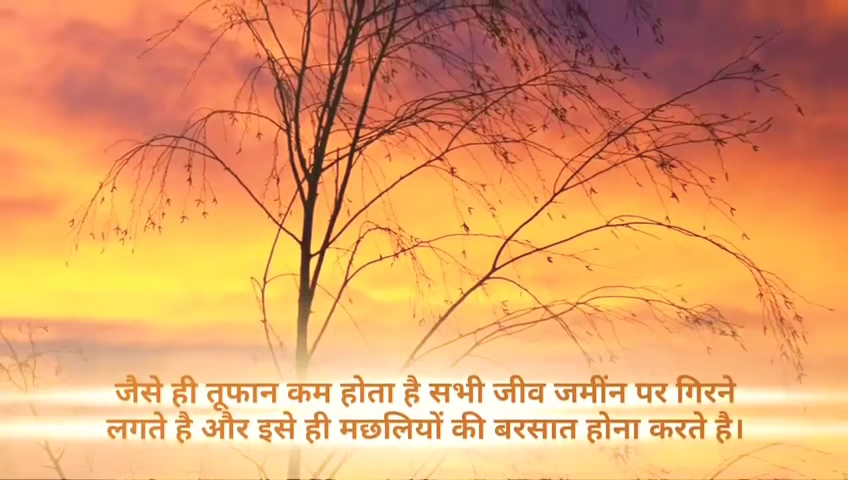 जैसे ही तूफान कम होता है सभी जीव जमींन पर गिरने
लगते है और इसे ही मछलियों की बरसात होना करते है।